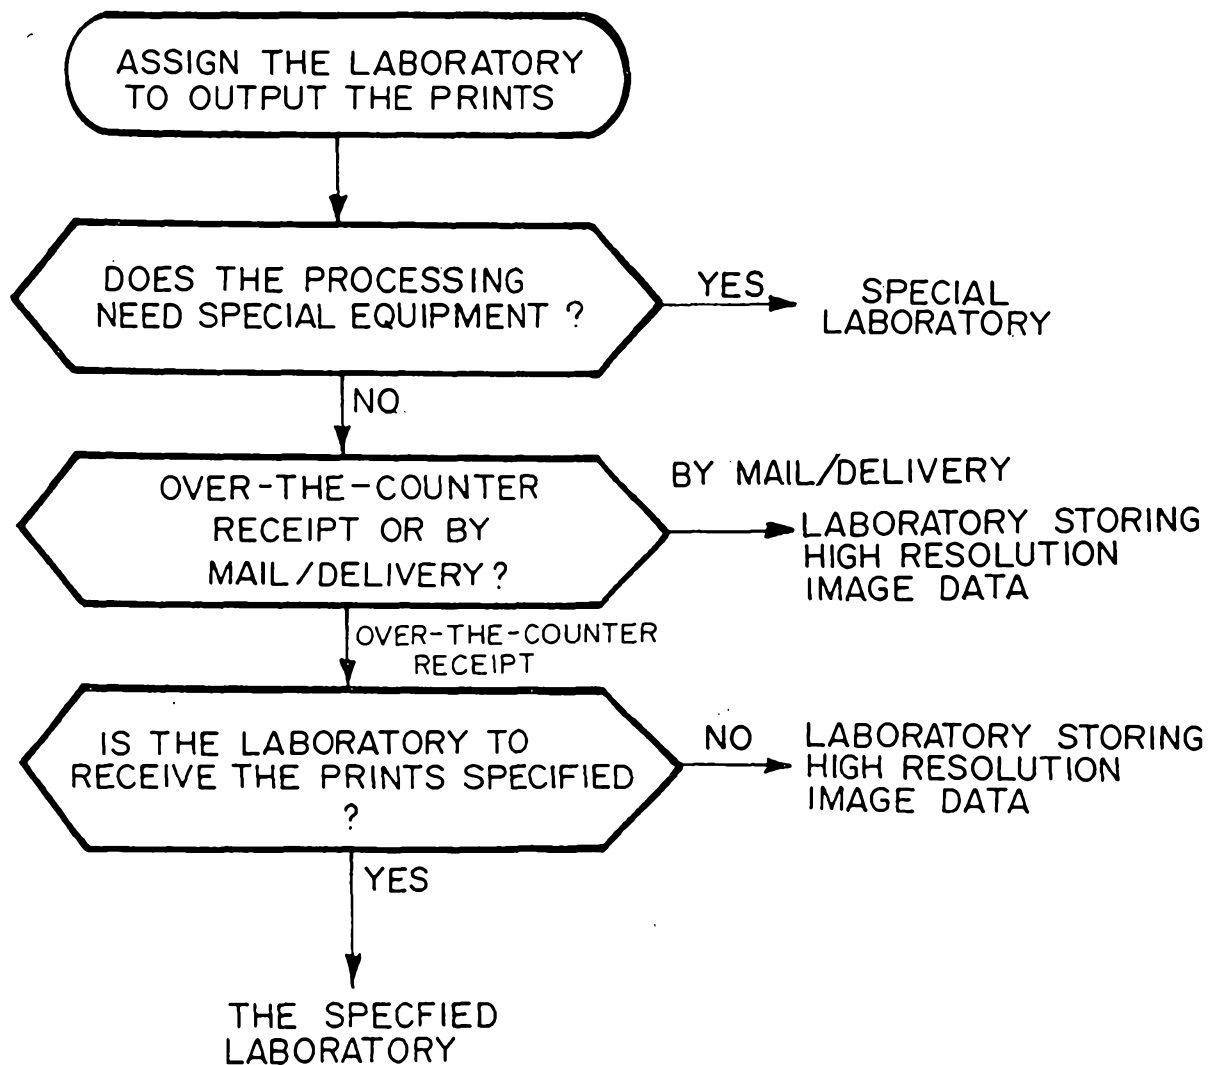 ASSIGN THE LABORATORY
TO OUTPUT THE PRINTS
DOES THE PROCESSING
NEED SPECIAL EQUIPMENT ?
YES
SPECIAL
LABORATORY
NO
OVER-THE-COUNTER
RECEIPT OR BY
MAIL/DELIVERY?
BY MAIL/DELIVERY
LABORATORY STORING
HIGH RESOLUTION
IMAGE DATA
OVER-THE-COUNTER
RECEIPT
IS THE LABORATORY TO
RECEIVE THE PRINTS SPECIFIED
?
NO
LABORATORY STORING
HIGH RESOLUTION
IMAGE DATA
YES
THE SPECFIED
LABORATORY